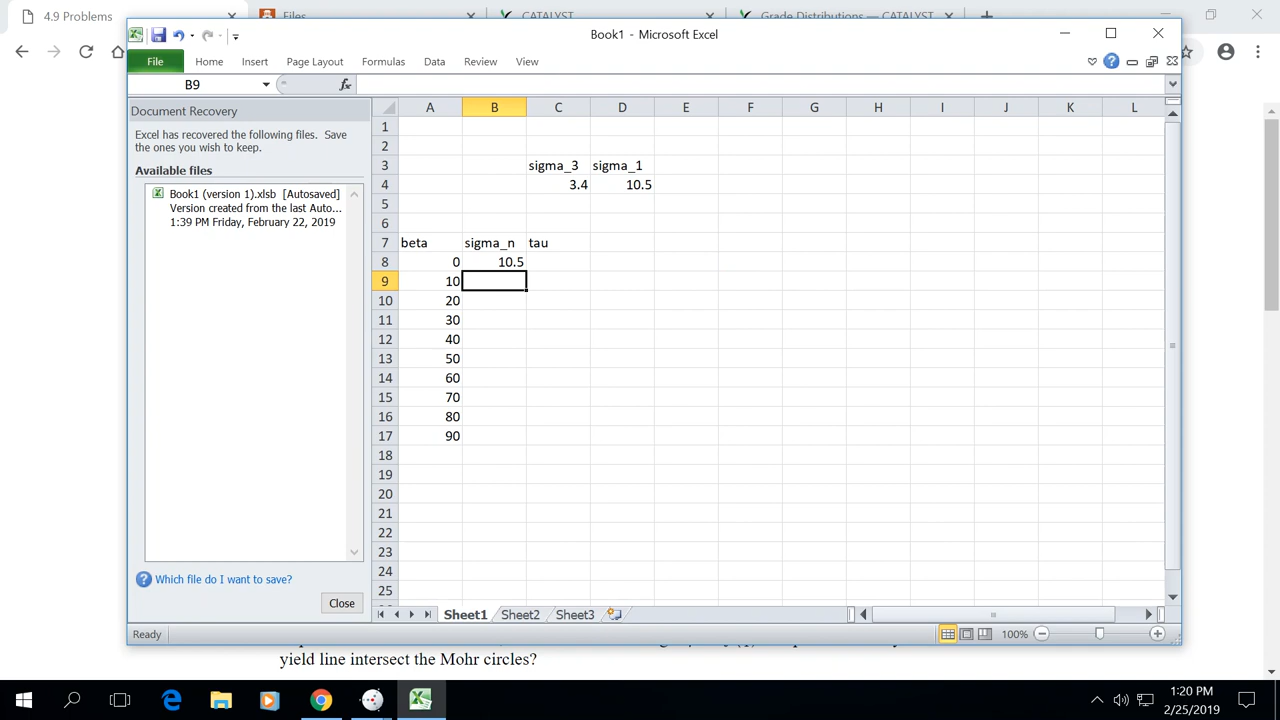 4.9 Problems
Files
CATALYST
Grade Distributions — CATALYST
Book1 - Microsoft Excel
File Home Insert Page Layout Formulas Data Review View
B9
fx
Document Recovery
Excel has recovered the following files. Save
the ones you wish to keep.
Available files
Book1 (version 1).xlsb [Autosaved]
Version created from the last Auto...
1:39 PM Friday, February 22, 2019
Which file do I want to save?
Close
A B C D E F G H I J K L
1
2
3 sigma_3 sigma_1
4 3.4 10.5
5
6
7 beta sigma_n tau
8 0 10.5
9 10
10 20
11 30
12 40
13 50
14 60
15 70
16 80
17 90
18
19
20
21
22
23
24
25
Sheet1 Sheet2 Sheet3
Ready
100%
yield line intersect the Mohr circles?
1:20 PM
2/25/2019